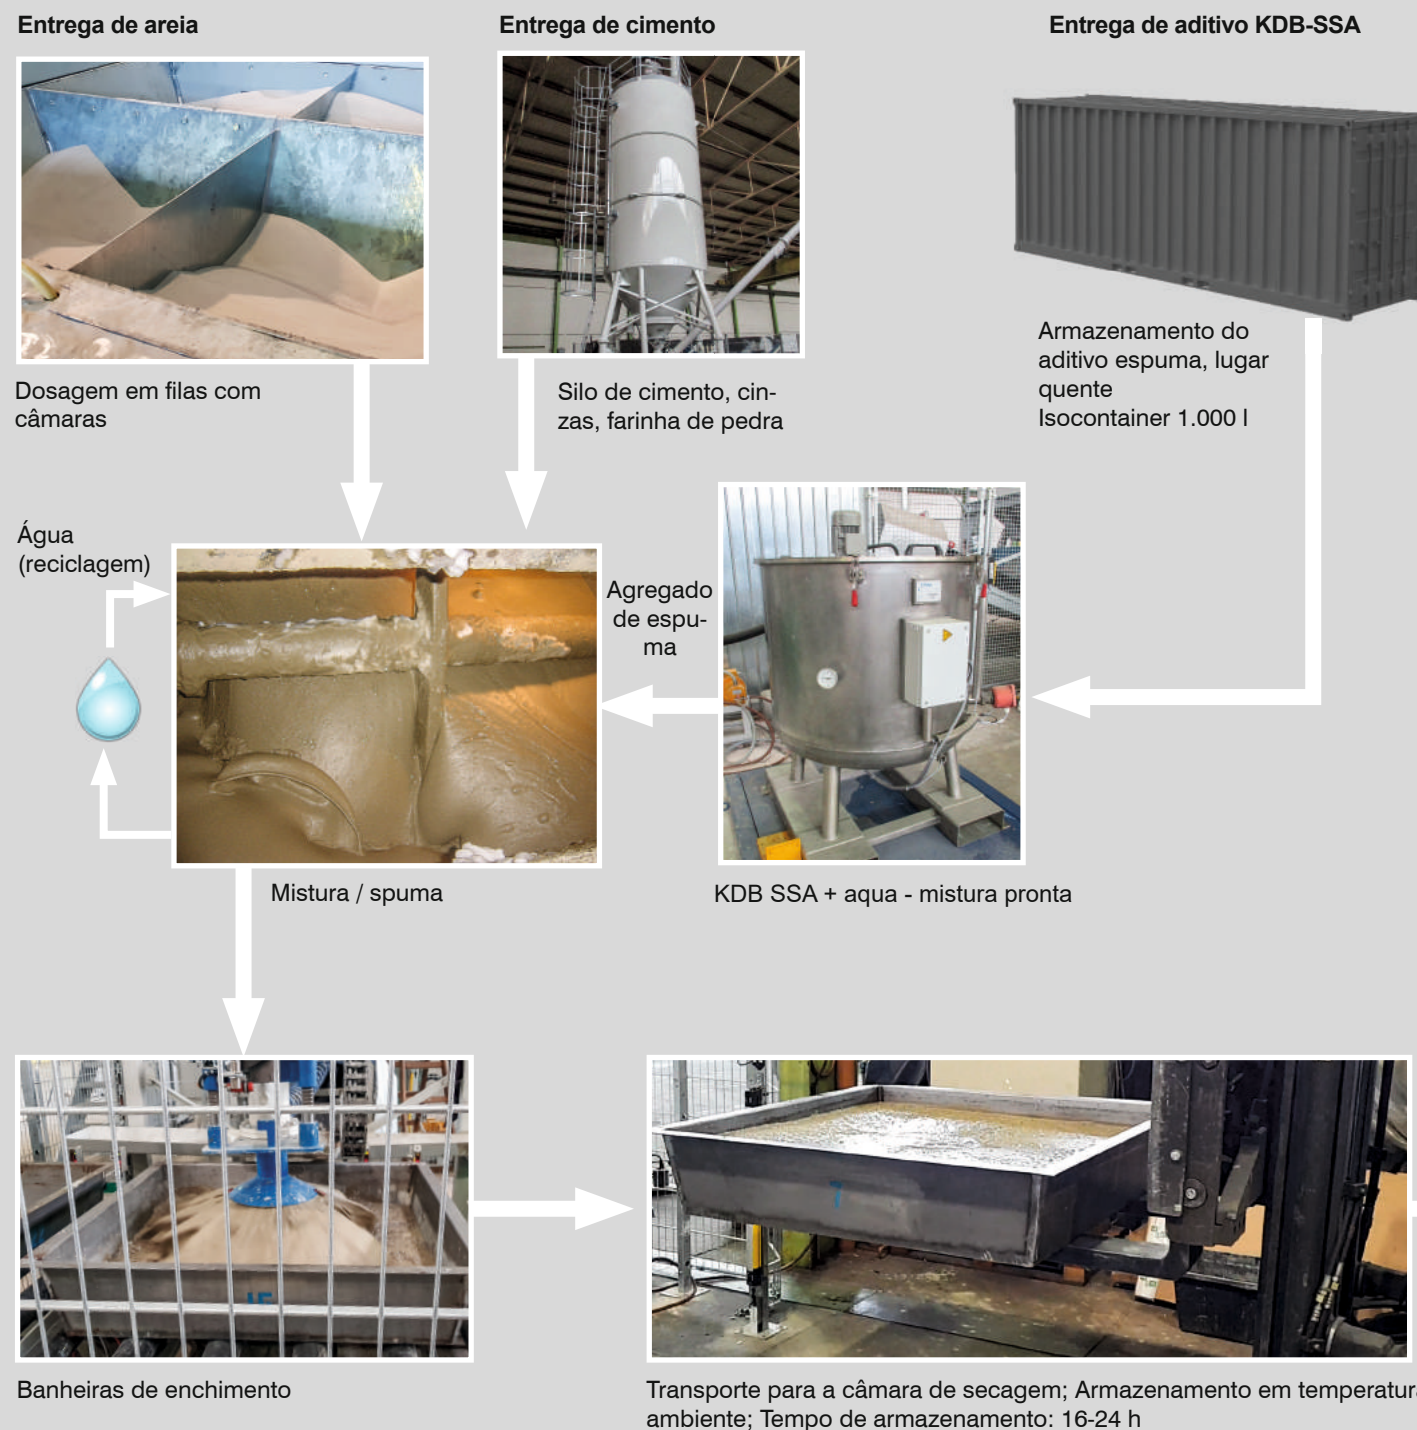 Entrega de areia
Entrega de cimento
Entrega de aditivo KDB-SSA
Dosagem em filas com
câmaras
Silo de cimento, cin-
zas, farinha de pedra
Armazenamento do
aditivo espuma, lugar
quente
Isocontainer 1.000 l
Água
(reciclagem)
Agregado
de espu-
ma
Mistura / spuma
KDB SSA + aqua - mistura pronta
Banheiras de enchimento
Transporte para a câmara de secagem; Armazenamento em temperatura
ambiente; Tempo de armazenamento: 16-24 h